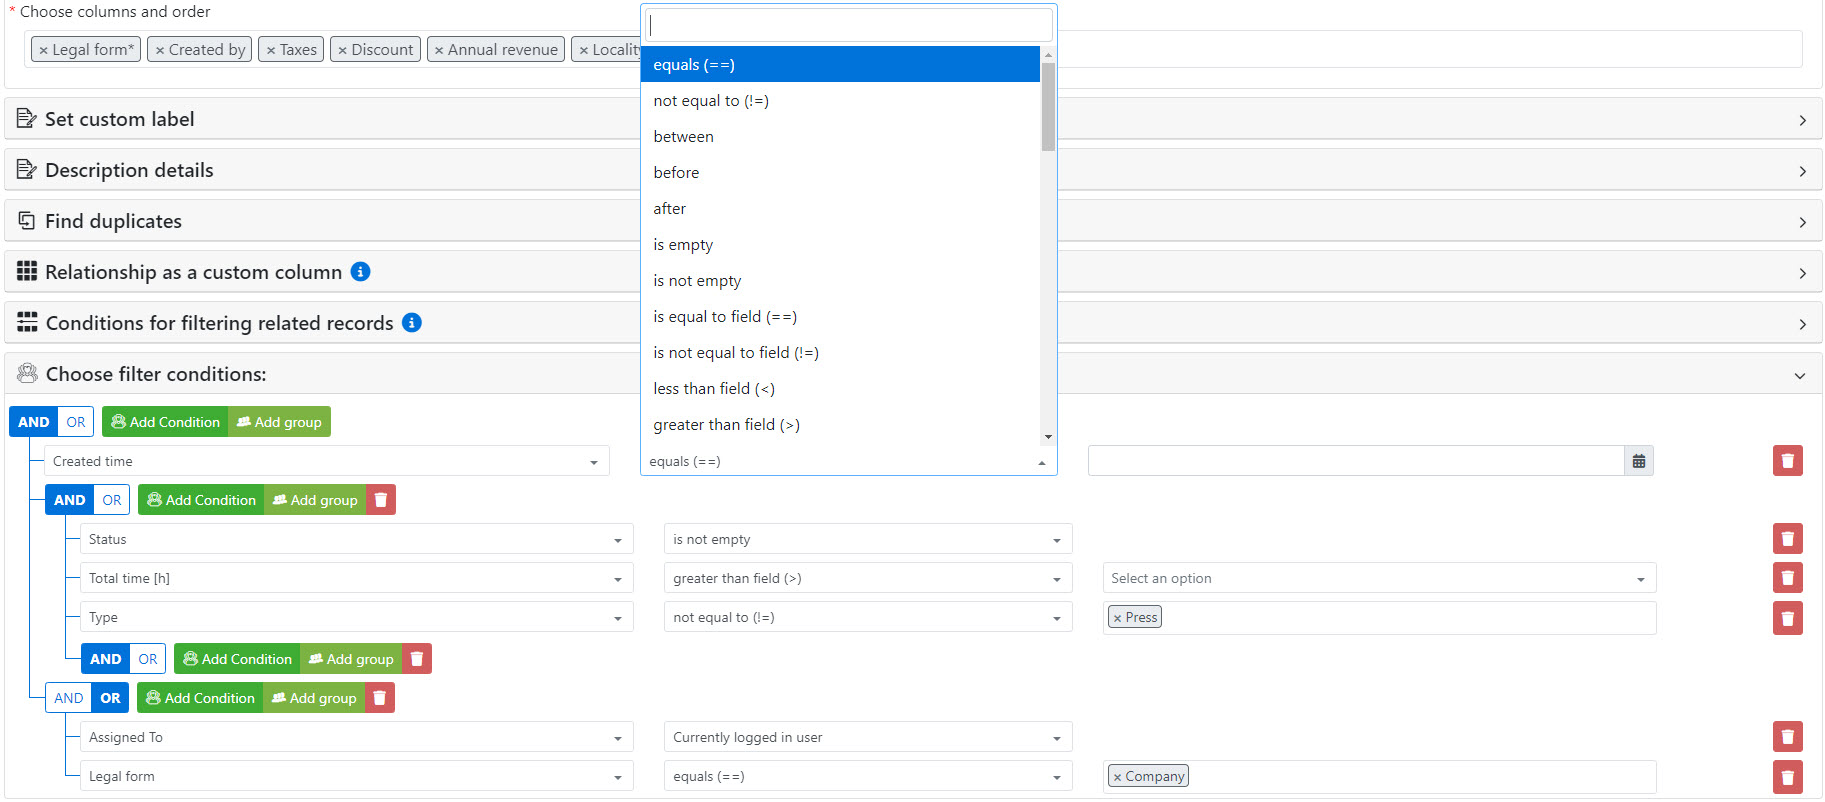 * Choose columns and order
× Legal form* × Created by × Taxes × Discount × Annual revenue × Locality
equals (==)
not equal to (!=)
between
before
after
is empty
is not empty
is equal to field (==)
is not equal to field (!=)
less than field (<)
greater than field (>)
Set custom label
Description details
Find duplicates
Relationship as a custom column
Conditions for filtering related records
Choose filter conditions:
AND OR Add Condition Add group
Created time equals (==)
AND OR Add Condition Add group
Status is not empty
Total time [h] greater than field (>) Select an option
Type not equal to (!=) × Press
AND OR Add Condition Add group
AND OR Add Condition Add group
Assigned To Currently logged in user
Legal form equals (==) × Company